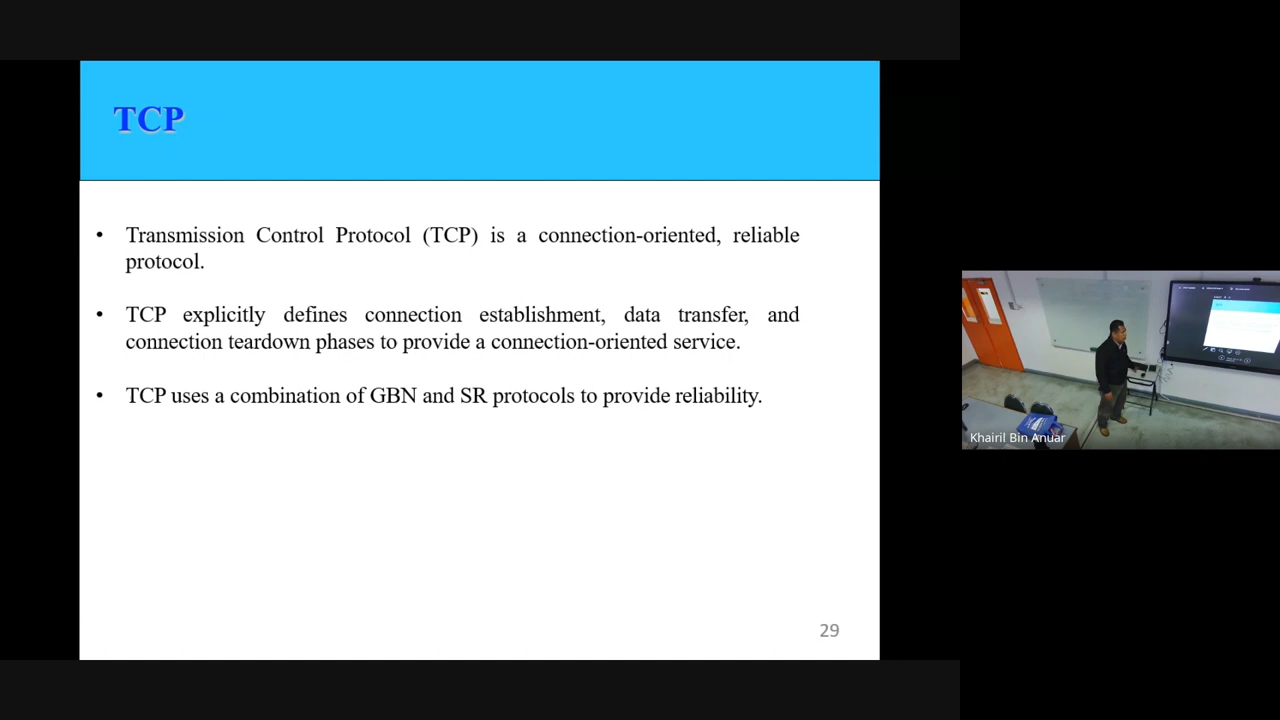 TCP
• Transmission Control Protocol (TCP) is a connection-oriented, reliable
protocol.
• TCP explicitly defines connection establishment, data transfer, and
connection teardown phases to provide a connection-oriented service.
• TCP uses a combination of GBN and SR protocols to provide reliability.
29
Khairil Bin Anuar